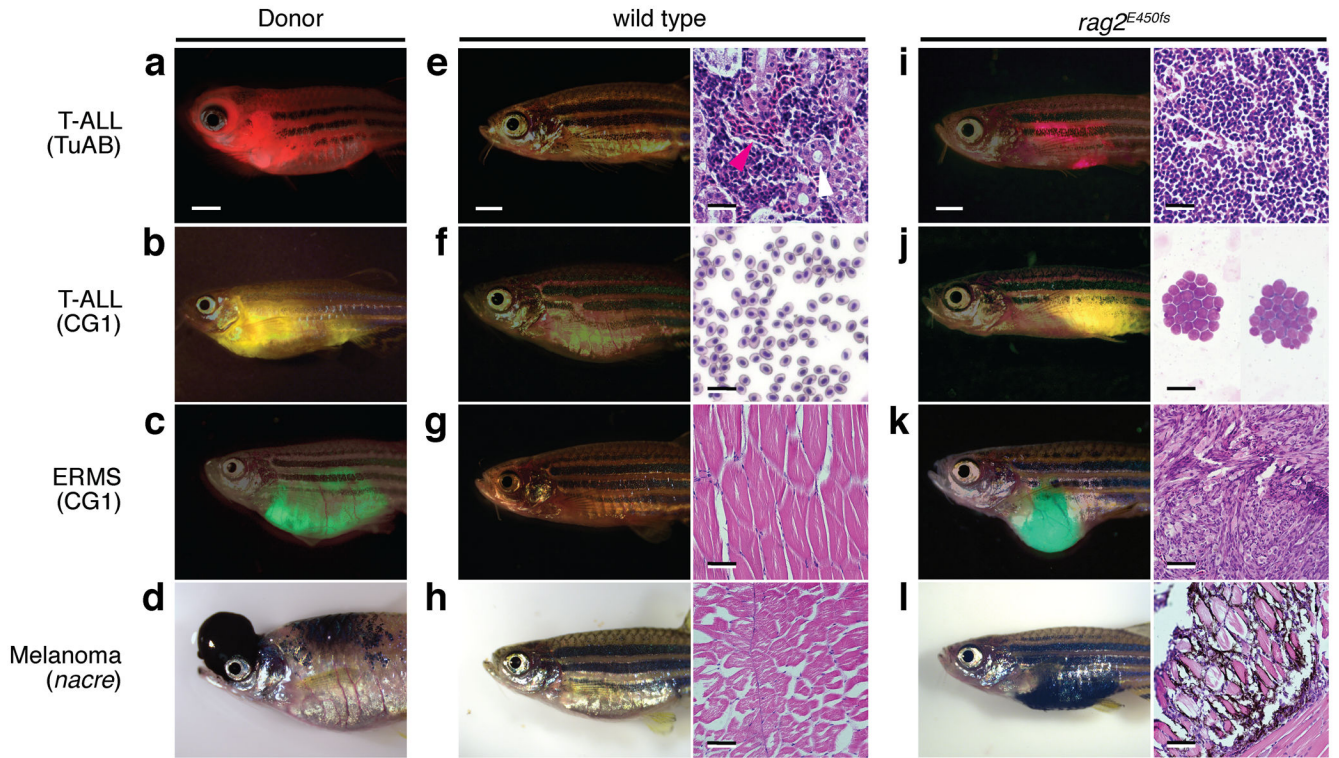 Donor
wild type
rag2E450fs
a
e
i
T-ALL
(TuAB)
b
f
j
T-ALL
(CG1)
c
g
k
ERMS
(CG1)
d
h
l
Melanoma
(nacre)